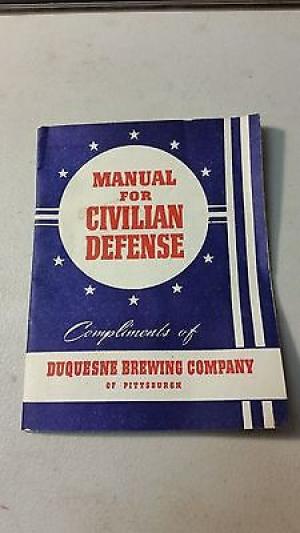 MANUAL
FOR
CIVILIAN
DEFENSE
Compliments of
DUQUESNE BREWING COMPANY
OF PITTSBURGH